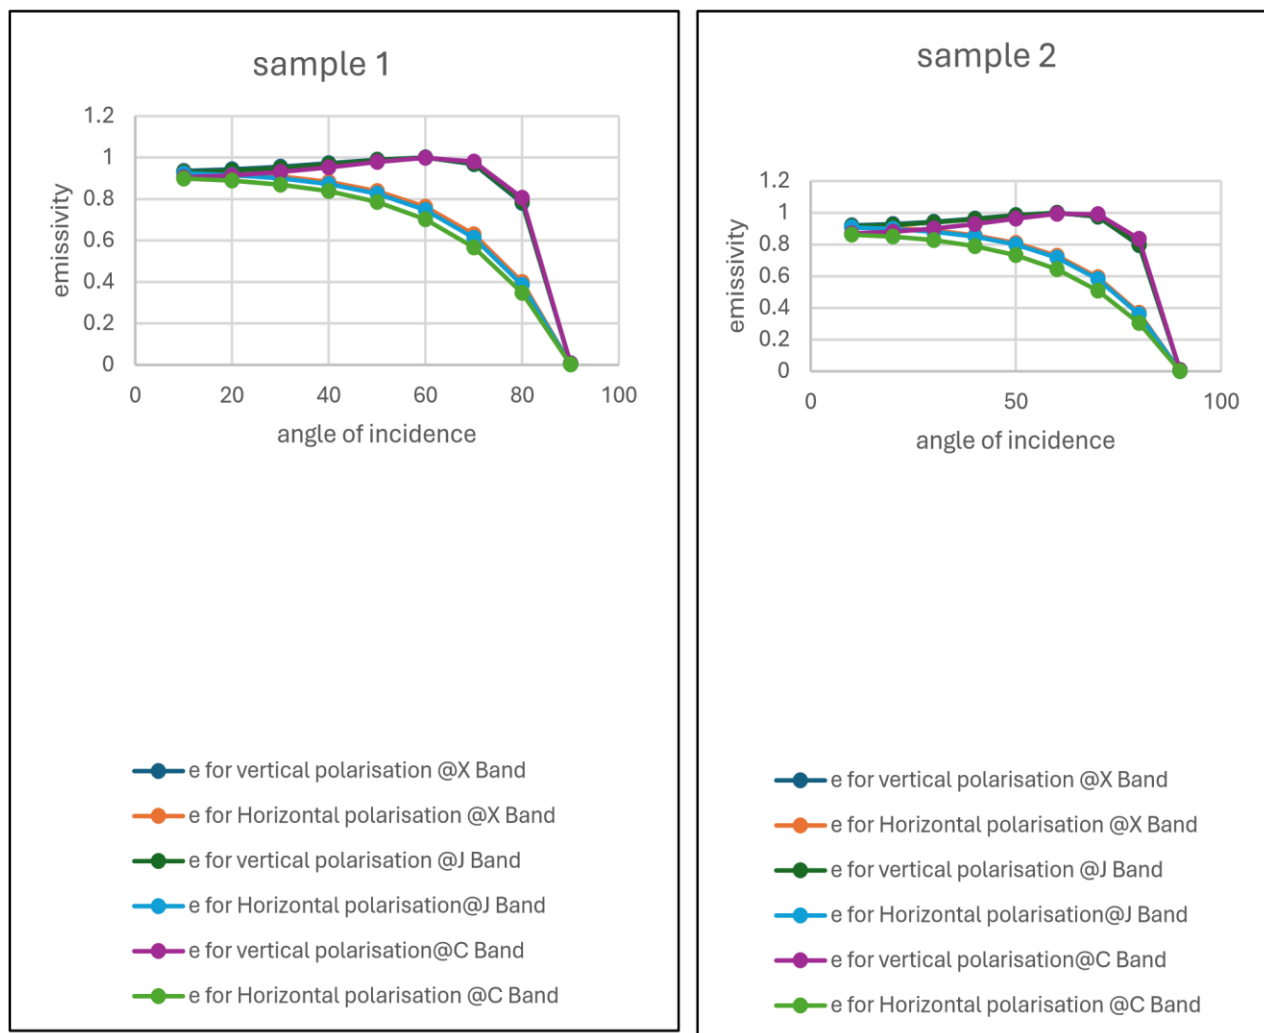 sample 1
1.2
1
0.8
0.6
0.4
0.2
0
emissivity
0 20 40 60 80 100
angle of incidence
e for vertical polarisation @X Band
e for Horizontal polarisation @X Band
e for vertical polarisation @J Band
e for Horizontal polarisation@J Band
e for vertical polarisation@C Band
e for Horizontal polarisation @C Band
sample 2
1.2
1
0.8
0.6
0.4
0.2
0
emissivity
0 50 100
angle of incidence
e for vertical polarisation @X Band
e for Horizontal polarisation @X Band
e for vertical polarisation @J Band
e for Horizontal polarisation@J Band
e for vertical polarisation@C Band
e for Horizontal polarisation @C Band